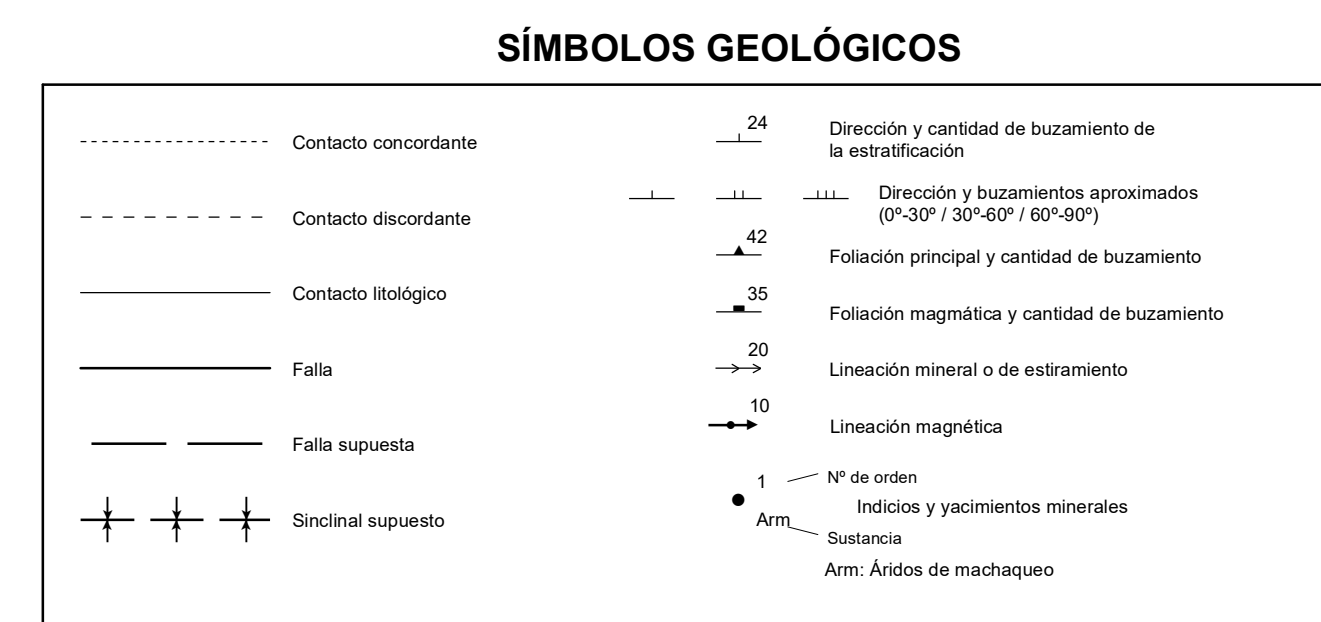 SÍMBOLOS GEOLÓGICOS
Contacto concordante
Contacto discordante
Contacto litológico
Falla
Falla supuesta
Sinclinal supuesto
24
Dirección y cantidad de buzamiento de
la estratificación
Dirección y buzamientos aproximados
(0º-30º / 30º-60º / 60º-90º)
42
Foliación principal y cantidad de buzamiento
35
Foliación magmática y cantidad de buzamiento
20
Lineación mineral o de estiramiento
10
Lineación magnética
1
Nº de orden
Indicios y yacimientos minerales
Arm
Sustancia
Arm: Áridos de machaqueo